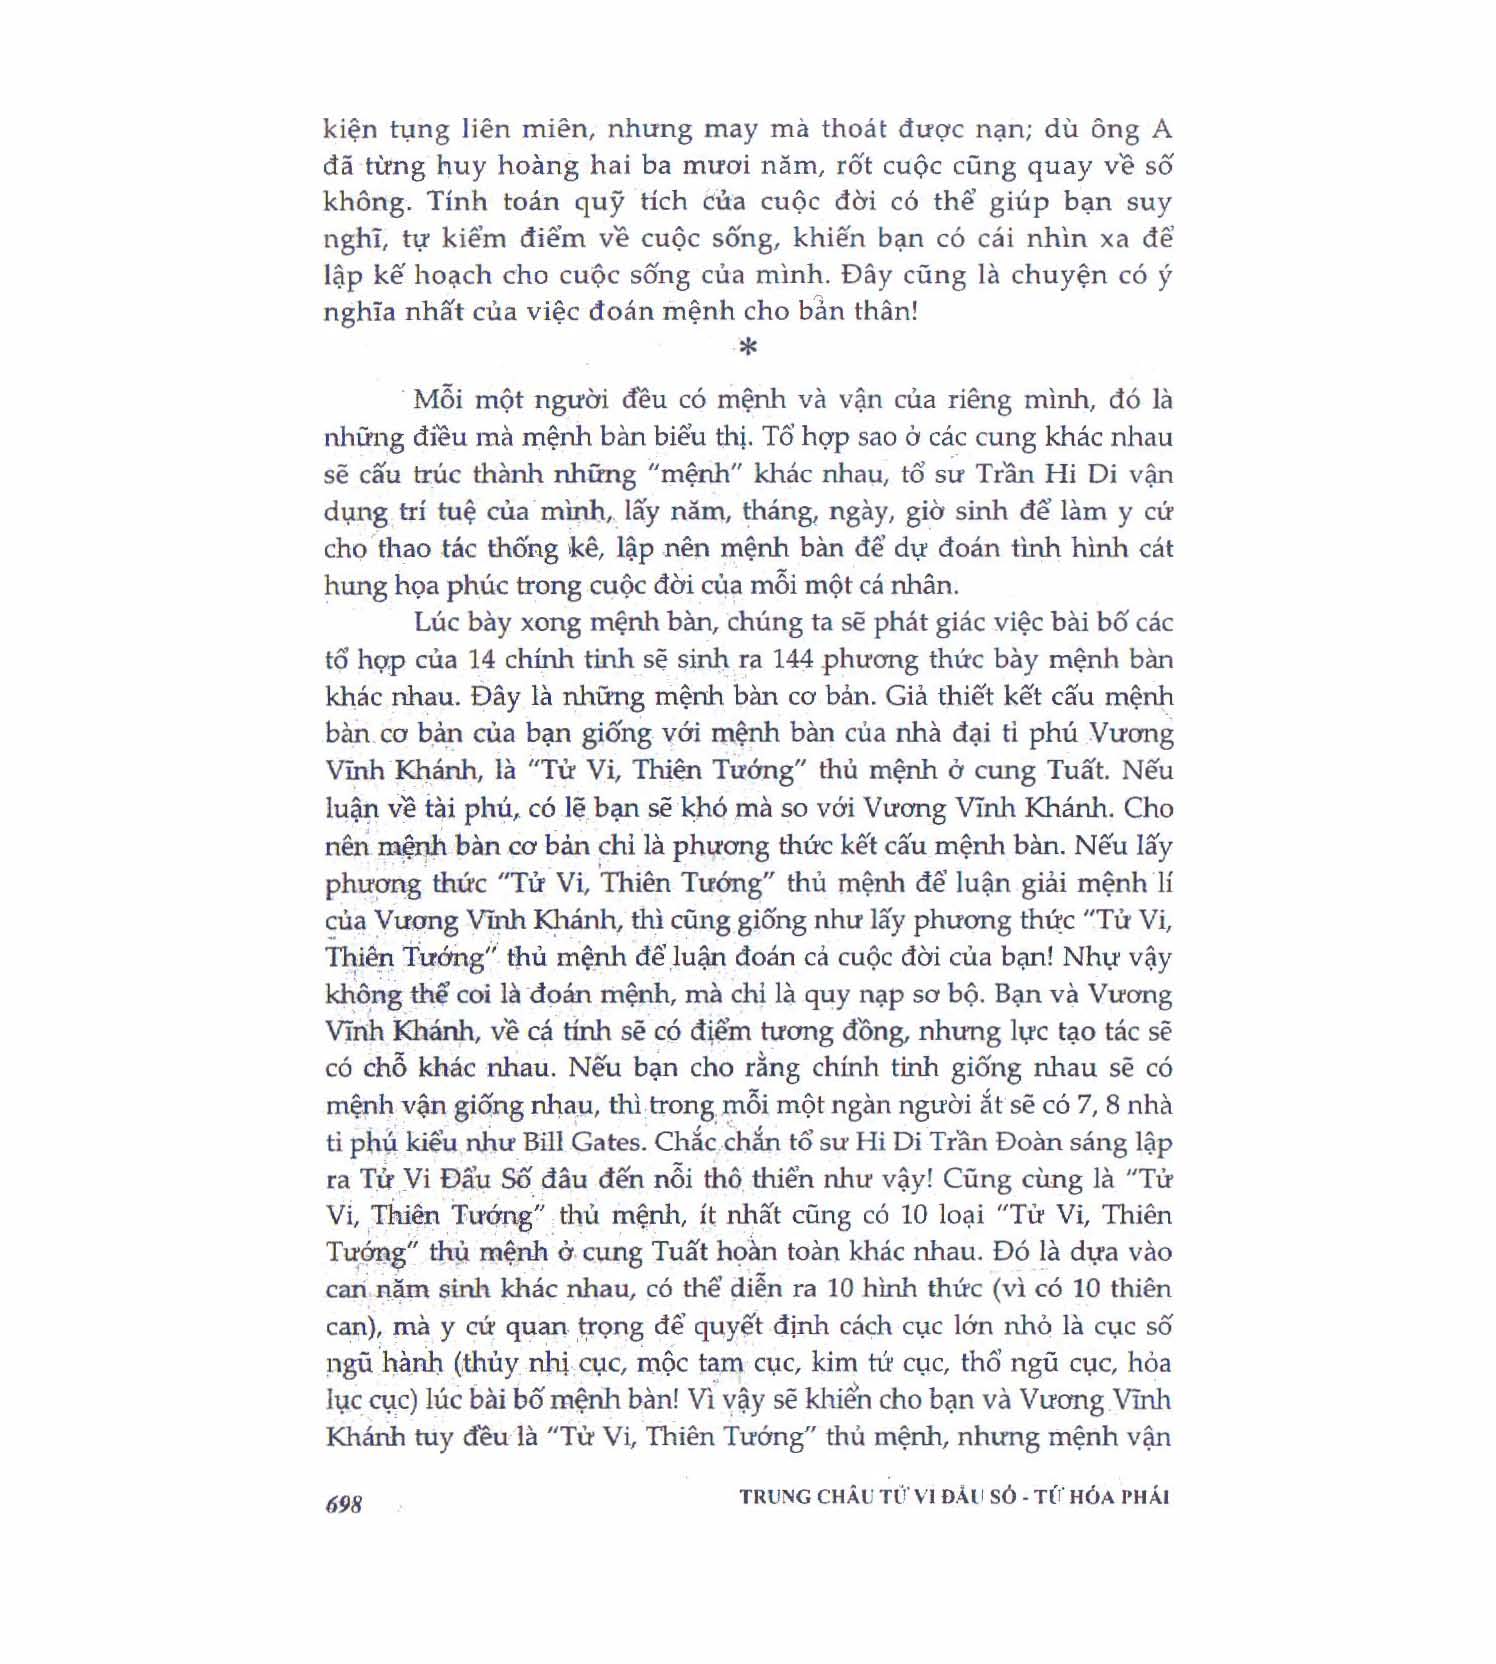 kiện tụng liên miên, nhưng may mà thoát được nạn; dù ông A
đã từng huy hoàng hai ba mươi năm, rốt cuộc cũng quay về số
không. Tính toán quỹ tích của cuộc đời có thể giúp bạn suy
nghĩ, tự kiểm điểm về cuộc sống, khiến bạn có cái nhìn xa để
lập kế hoạch cho cuộc sống của mình. Đây cũng là chuyện có ý
nghĩa nhất của việc đoán mệnh cho bản thân!
*
Mỗi một người đều có mệnh và vận của riêng mình, đó là
những điều mà mệnh bàn biểu thị. Tổ hợp sao ở các cung khác nhau
sẽ cấu trúc thành những "mệnh" khác nhau, tổ sư Trần Hi Di vận
dụng trí tuệ của mình, lấy năm, tháng, ngày, giờ sinh để làm y cứ
cho thao tác thống kê, lập nên mệnh bàn để dự đoán tình hình cát
hung họa phúc trong cuộc đời của mỗi một cá nhân.
Lúc bày xong mệnh bàn, chúng ta sẽ phát giác việc bài bố các
tổ hợp của 14 chính tinh sẽ sinh ra 144 phương thức bày mệnh bàn
khác nhau. Đây là những mệnh bàn cơ bản. Giả thiết kết cấu mệnh
bàn cơ bản của bạn giống với mệnh bàn của nhà đại tỉ phú Vương
Vĩnh Khánh, là "Tử Vi, Thiên Tướng" thủ mệnh ở cung Tuất. Nếu
luận về tài phú, có lẽ bạn sẽ khó mà so với Vương Vĩnh Khánh. Cho
nên mệnh bàn cơ bản chỉ là phương thức kết cấu mệnh bàn. Nếu lấy
phương thức "Tử Vi, Thiên Tướng" thủ mệnh để luận giải mệnh lí
của Vương Vĩnh Khánh, thì cũng giống như lấy phương thức "Tử Vi,
Thiên Tướng" thủ mệnh để luận đoán cả cuộc đời của bạn! Như vậy
không thể coi là đoán mệnh, mà chỉ là quy nạp sơ bộ. Bạn và Vương
Vĩnh Khánh, về cá tính sẽ có điểm tương đồng, nhưng lực tạo tác sẽ
có chỗ khác nhau. Nếu bạn cho rằng chính tinh giống nhau sẽ có
mệnh vận giống nhau, thì trong mỗi một ngàn người ắt sẽ có 7, 8 nhà
tỉ phú kiểu như Bill Gates. Chắc chắn tổ sư Hi Di Trần Đoàn sáng lập
ra Tử Vi Đẩu Số đâu đến nỗi thô thiển như vậy! Cũng cùng là "Tử
Vi, Thiên Tướng" thủ mệnh, ít nhất cũng có 10 loại "Tử Vi, Thiên
Tướng" thủ mệnh ở cung Tuất hoàn toàn khác nhau. Đó là dựa vào
can năm sinh khác nhau, có thể diễn ra 10 hình thức (vì có 10 thiên
can), mà y cứ quan trọng để quyết định cách cục lớn nhỏ là cục số
ngũ hành (thủy nhị cục, mộc tam cục, kim tứ cục, thổ ngũ cục, hỏa
lục cục) lúc bài bố mệnh bàn! Vì vậy sẽ khiến cho bạn và Vương Vĩnh
Khánh tuy đều là "Tử Vi, Thiên Tướng" thủ mệnh, nhưng mệnh vận
698 TRUNG CHÂU TỬ VI ĐẨU SỐ - TỨ HÓA PHÁI